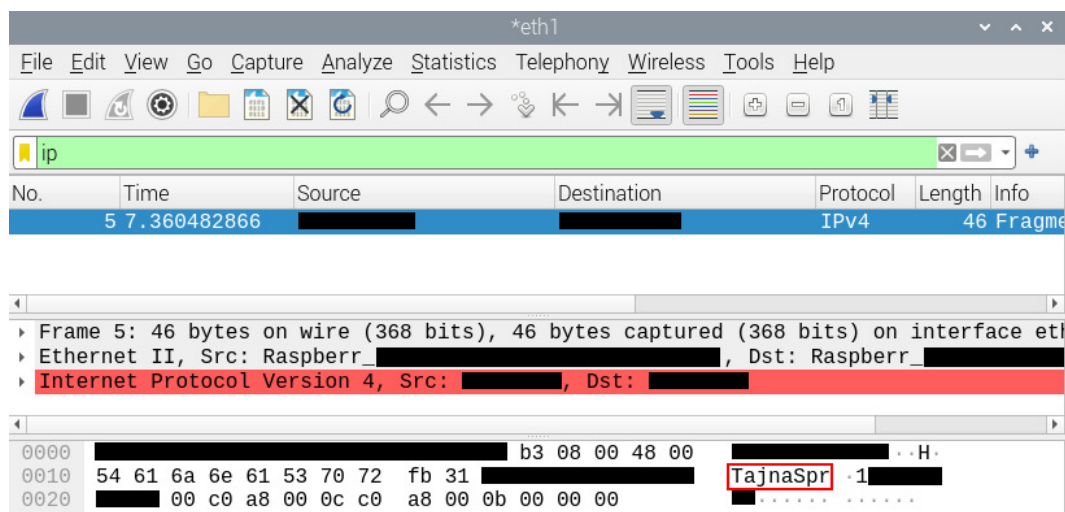 *eth1
File Edit View Go Capture Analyze Statistics Telephony Wireless Tools Help
ip
No. Time Source Destination Protocol Length Info
5 7.360482866 IPv4 46 Fragme
Frame 5: 46 bytes on wire (368 bits), 46 bytes captured (368 bits) on interface eth
Ethernet II, Src: Raspberr_ , Dst: Raspberr_
Internet Protocol Version 4, Src: , Dst:
0000 b3 08 00 48 00 ··H·
0010 54 61 6a 6e 61 53 70 72 fb 31 TajnaSpr ·1
0020 00 c0 a8 00 0c c0 a8 00 0b 00 00 00 ······ ······